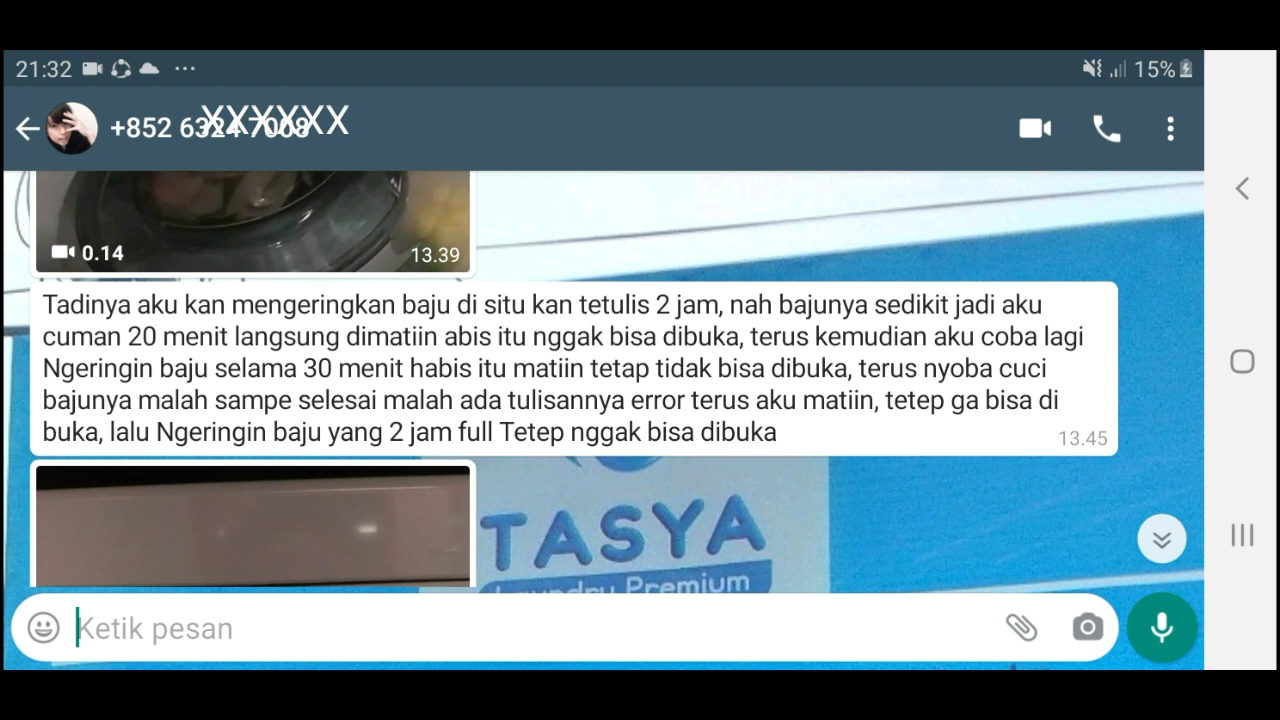 21:32
15%
+852 63
XXXXXX
0.14
13.39
Tadinya aku kan mengeringkan baju di situ kan tetulis 2 jam, nah bajunya sedikit jadi aku
cuman 20 menit langsung dimatiin abis itu nggak bisa dibuka, terus kemudian aku coba lagi
Ngeringin baju selama 30 menit habis itu matiin tetap tidak bisa dibuka, terus nyoba cuci
bajunya malah sampe selesai malah ada tulisannya error terus aku matiin, tetep ga bisa di
buka, lalu Ngeringin baju yang 2 jam full Tetep nggak bisa dibuka
13.45
TASYA
Laundry Premium
Ketik pesan